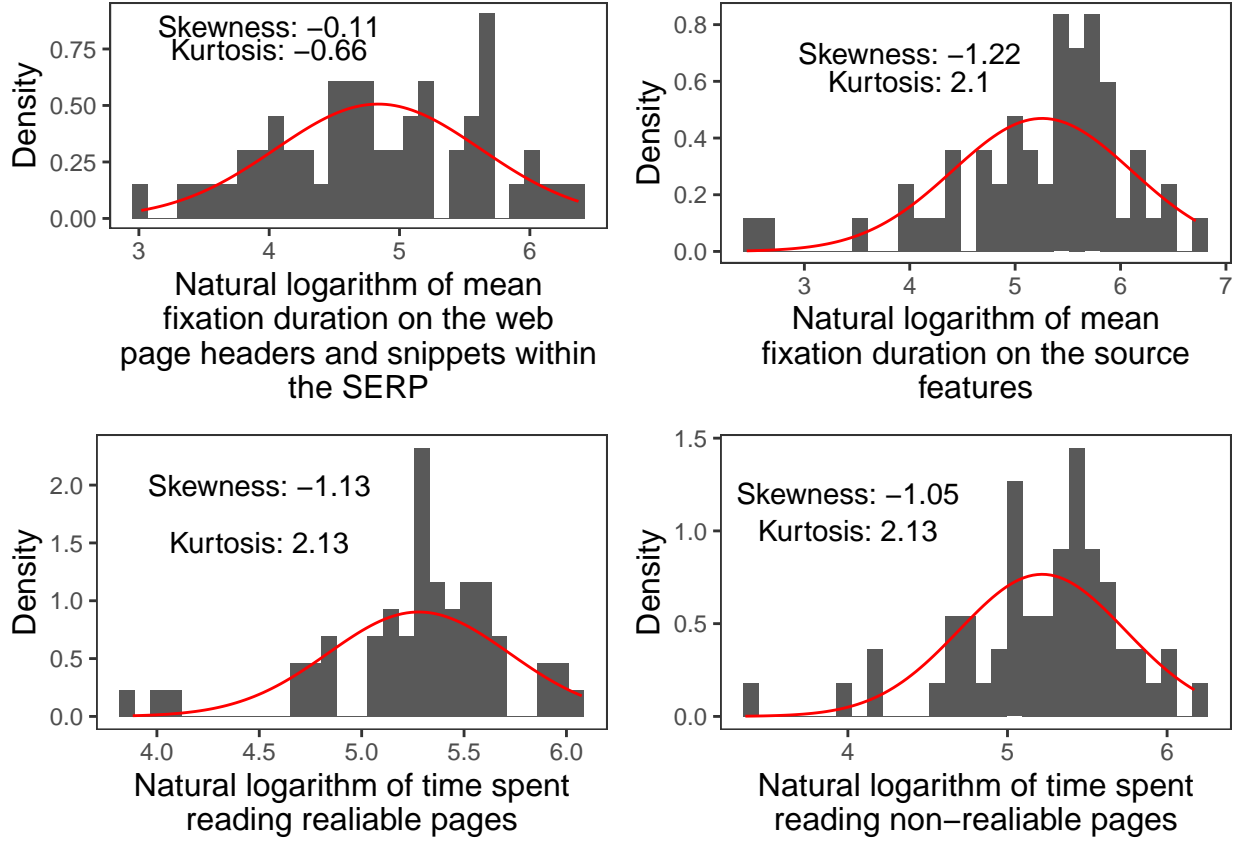 Skewness: −0.11
Kurtosis: −0.66
Density
0.75
0.50
0.25
0.00
3 4 5 6
Natural logarithm of mean
fixation duration on the web
page headers and snippets within
the SERP
Skewness: −1.22
Kurtosis: 2.1
Density
0.8
0.6
0.4
0.2
0.0
3 4 5 6 7
Natural logarithm of mean
fixation duration on the source
features
Skewness: −1.13
Kurtosis: 2.13
Density
2.0
1.5
1.0
0.5
0.0
4.0 4.5 5.0 5.5 6.0
Natural logarithm of time spent
reading realiable pages
Skewness: −1.05
Kurtosis: 2.13
Density
1.5
1.0
0.5
0.0
4 5 6
Natural logarithm of time spent
reading non−realiable pages